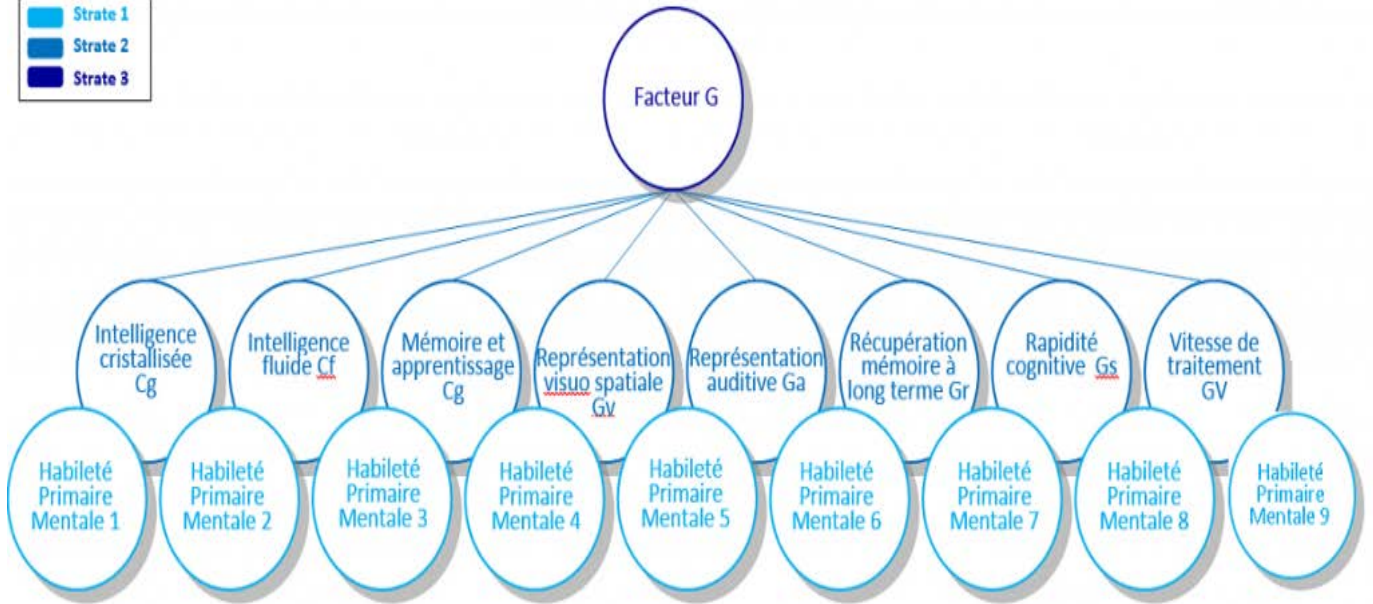 Strate 1
Strate 2
Strate 3
Facteur G
Intelligence
cristallisée
Cg
Intelligence
fluide Cf
Mémoire et
apprentissage
Cg
Représentation
visuo spatiale
Gv
Représentation
auditive Ga
Récupération
mémoire à
long terme Gr
Rapidité
cognitive Gs
Vitesse de
traitement
GV
Habileté
Primaire
Mentale 1
Habileté
Primaire
Mentale 2
Habileté
Primaire
Mentale 3
Habileté
Primaire
Mentale 4
Habileté
Primaire
Mentale 5
Habileté
Primaire
Mentale 6
Habileté
Primaire
Mentale 7
Habileté
Primaire
Mentale 8
Habileté
Primaire
Mentale 9